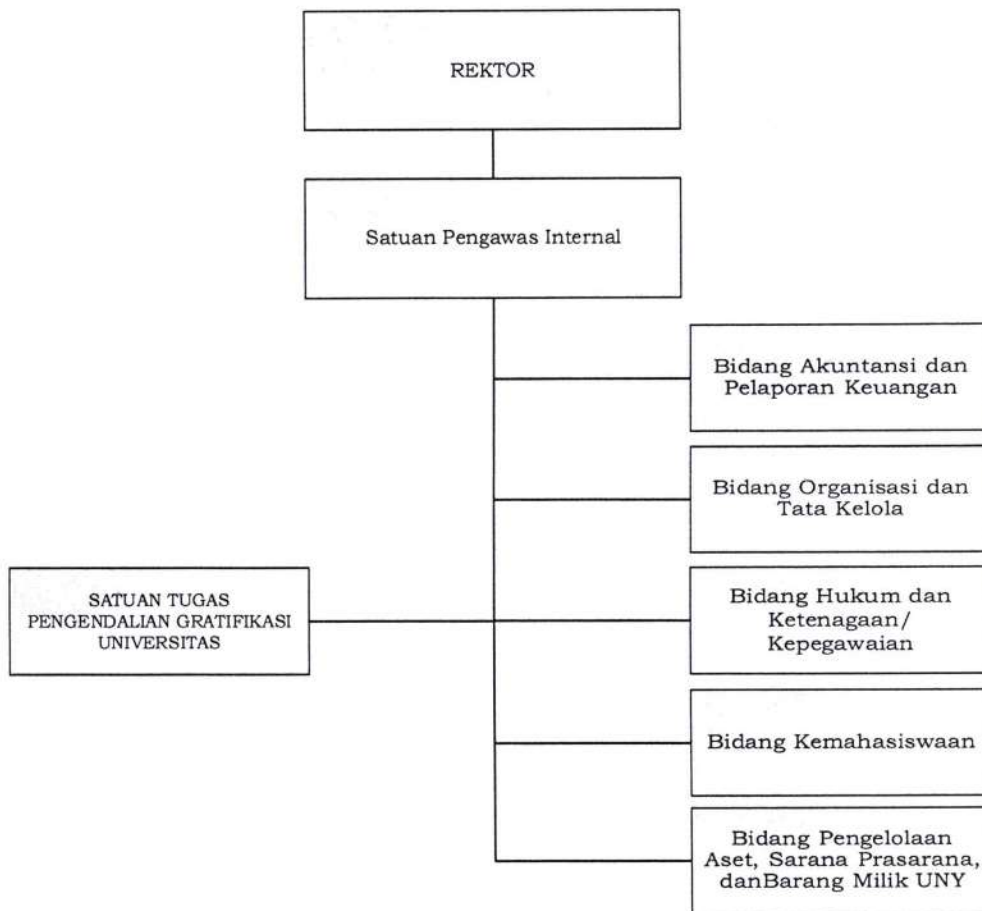 REKTOR
Satuan Pengawas Internal
Bidang Akuntansi dan
Pelaporan Keuangan
Bidang Organisasi dan
Tata Kelola
SATUAN TUGAS
PENGENDALIAN GRATIFIKASI
UNIVERSITAS
Bidang Hukum dan
Ketenagaan/
Kepegawaian
Bidang Kemahasiswaan
Bidang Pengelolaan
Aset, Sarana Prasarana,
danBarang Milik UNY